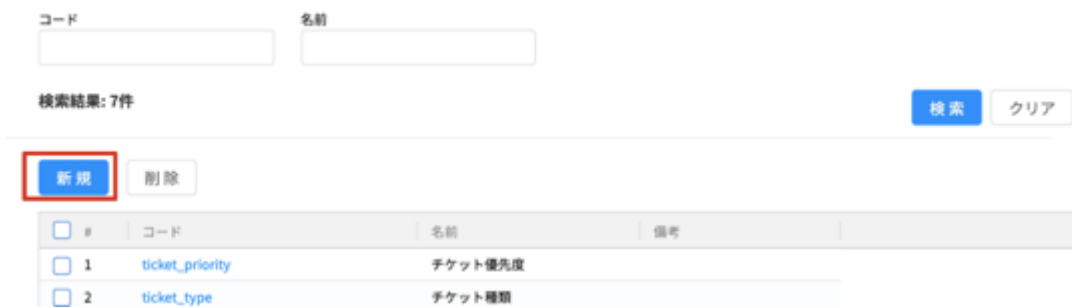 コード 名前
検索結果: 7件
検索 クリア
新規 削除
# コード 名前 備考
1 ticket_priority チケット優先度
2 ticket_type チケット種類